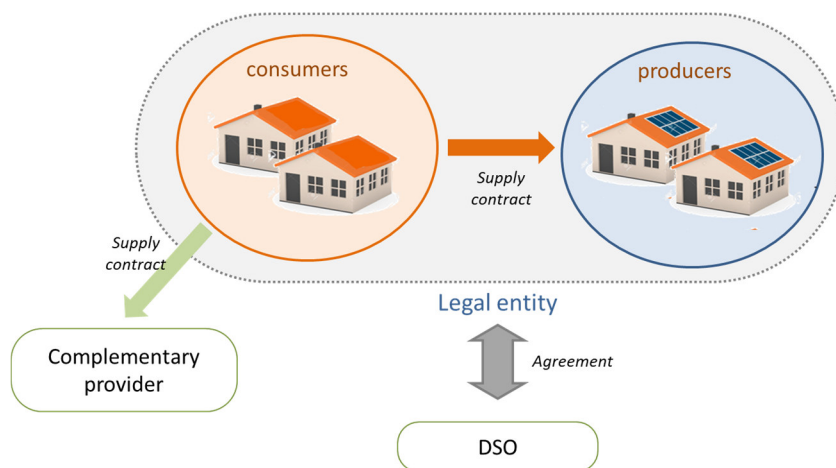 consumers
producers
Supply
contract
Supply
contract
Legal entity
Agreement
Complementary
provider
DSO